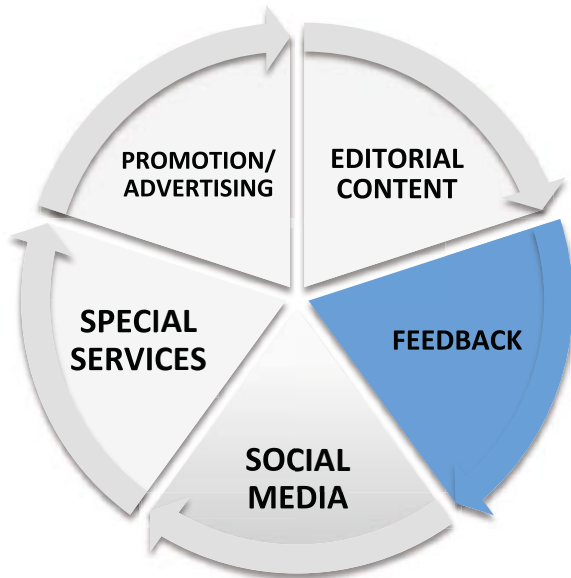 PROMOTION/
ADVERTISING
EDITORIAL
CONTENT
FEEDBACK
SOCIAL
MEDIA
SPECIAL
SERVICES